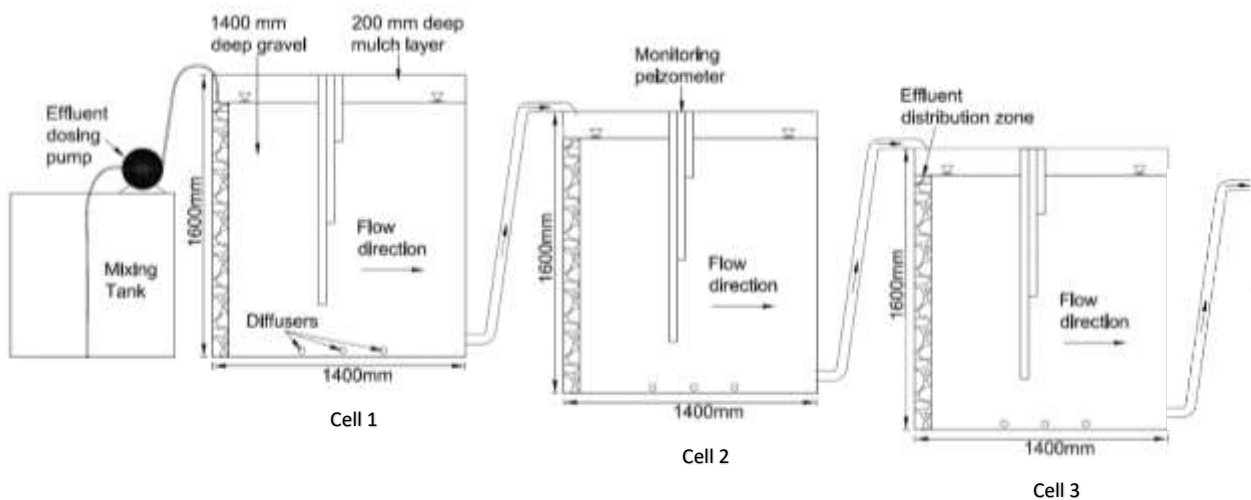 1400 mm
deep gravel
200 mm deep
mulch layer
Effluent
dosing
pump
1600mm
Mixing
Tank
Flow
direction
Diffusers
1400mm
Cell 1
Monitoring
peizometer
1600mm
Flow
direction
1400mm
Cell 2
Effluent
distribution zone
1600mm
Flow
direction
1400mm
Cell 3